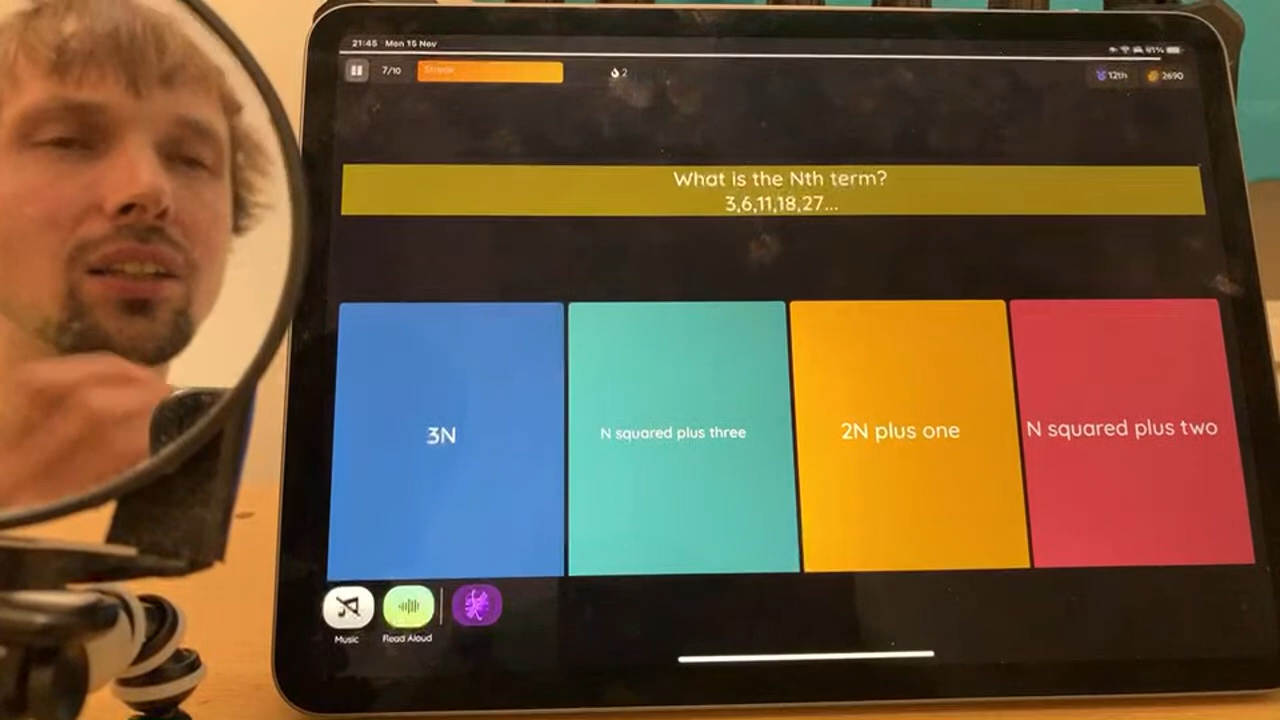 21:45 Mon 15 Nov
61%
7/10
Streak
2
12th
2690
What is the Nth term?
3,6,11,18,27...
3N
N squared plus three
2N plus one
N squared plus two
Music
Read Aloud